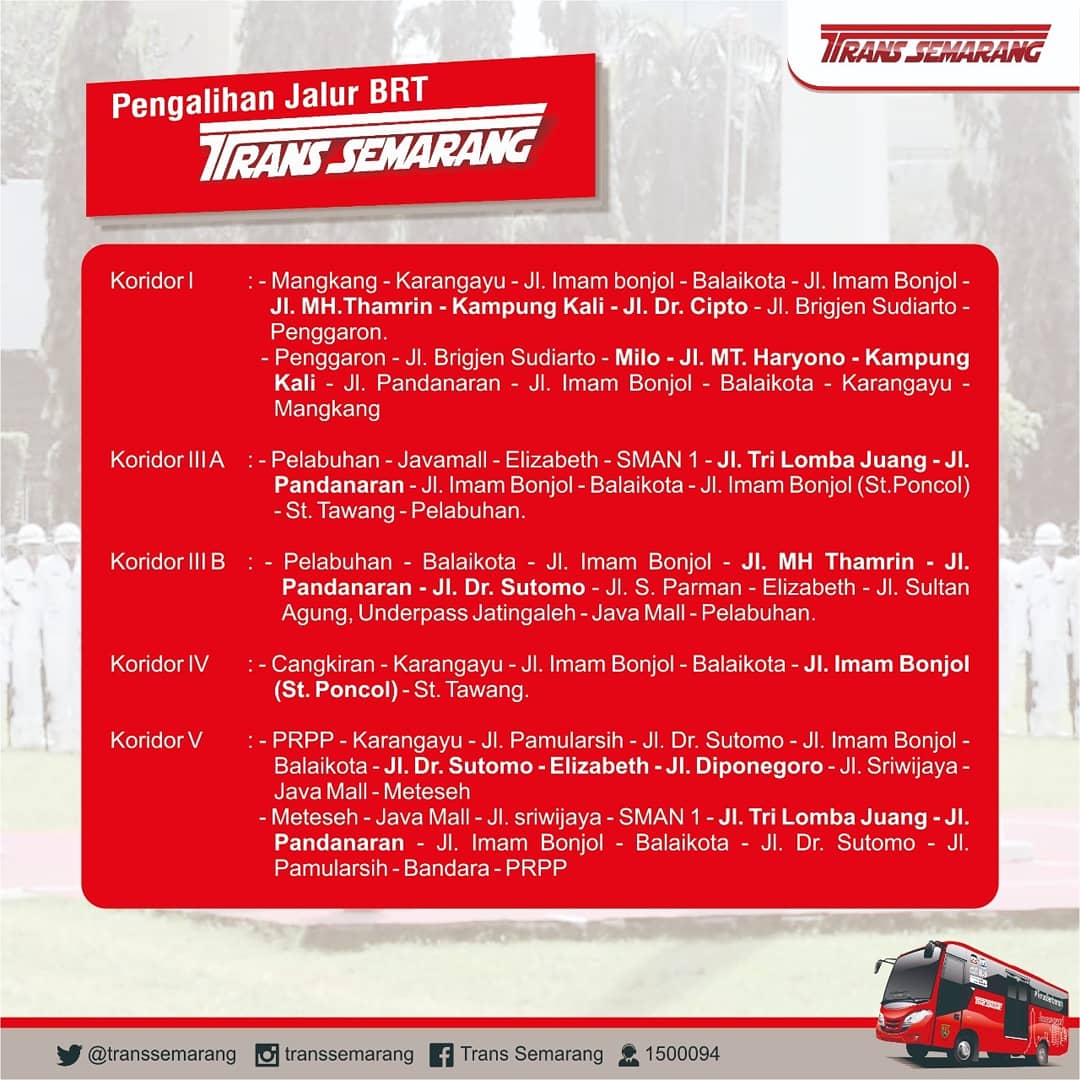 TRANS SEMARANG
Pengalihan Jalur BRT
TRANS SEMARANG
Koridor I : - Mangkang - Karangayu - Jl. Imam bonjol - Balaikota - Jl. Imam Bonjol -
Jl. MH.Thamrin - Kampung Kali - Jl. Dr. Cipto - Jl. Brigjen Sudiarto -
Penggaron.
- Penggaron - Jl. Brigjen Sudiarto - Milo - Jl. MT. Haryono - Kampung
Kali - Jl. Pandanaran - Jl. Imam Bonjol - Balaikota - Karangayu -
Mangkang
Koridor III A : - Pelabuhan - Javamall - Elizabeth - SMAN 1 - Jl. Tri Lomba Juang - Jl.
Pandanaran - Jl. Imam Bonjol - Balaikota - Jl. Imam Bonjol (St.Poncol)
- St. Tawang - Pelabuhan.
Koridor III B : - Pelabuhan - Balaikota - Jl. Imam Bonjol - Jl. MH Thamrin - Jl.
Pandanaran - Jl. Dr. Sutomo - Jl. S. Parman - Elizabeth - Jl. Sultan
Agung, Underpass Jatingaleh - Java Mall - Pelabuhan.
Koridor IV : - Cangkiran - Karangayu - Jl. Imam Bonjol - Balaikota - Jl. Imam Bonjol
(St. Poncol) - St. Tawang.
Koridor V : - PRPP - Karangayu - Jl. Pamularsih - Jl. Dr. Sutomo - Jl. Imam Bonjol -
Balaikota - Jl. Dr. Sutomo - Elizabeth - Jl. Diponegoro - Jl. Sriwijaya -
Java Mall - Meteseh
- Meteseh - Java Mall - Jl. sriwijaya - SMAN 1 - Jl. Tri Lomba Juang - Jl.
Pandanaran - Jl. Imam Bonjol - Balaikota - Jl. Dr. Sutomo - Jl.
Pamularsih - Bandara - PRPP
@transsemarang transsemarang Trans Semarang 1500094